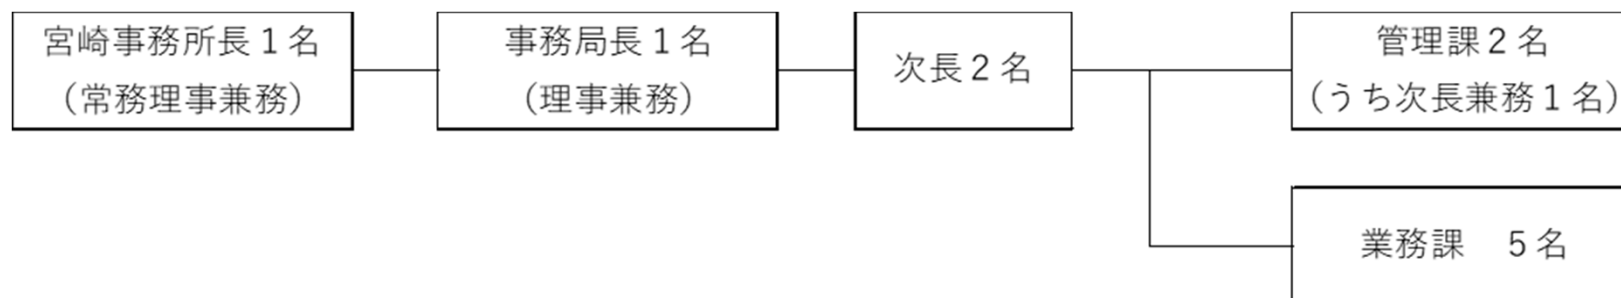 宮崎事務所長１名
（常務理事兼務）
事務局長１名
（理事兼務）
次長２名
管理課２名
（うち次長兼務１名）
業務課　５名